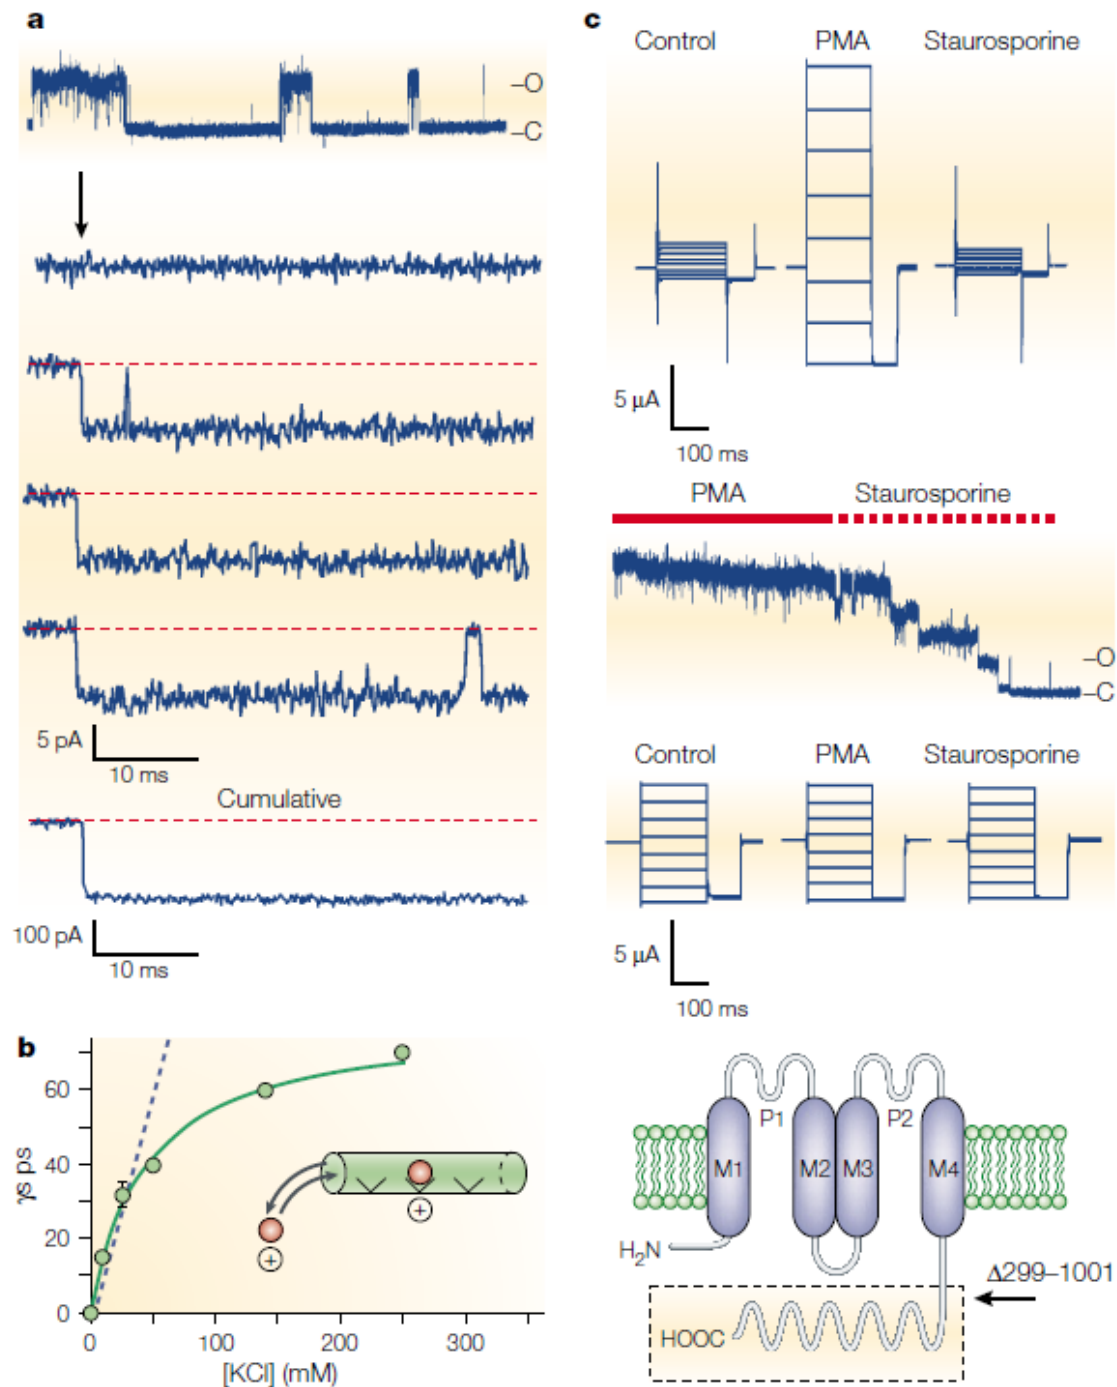 a
–O
–C
5 pA
10 ms
Cumulative
100 pA
10 ms
b
60
40
20
0
γs ps
0 100 200 300
[KCl] (mM)
+
+
c
Control PMA Staurosporine
5 μA
100 ms
PMA Staurosporine
–O
–C
Control PMA Staurosporine
5 μA
100 ms
P1 P2
M1 M2 M3 M4
H₂N
Δ299–1001
HOOC